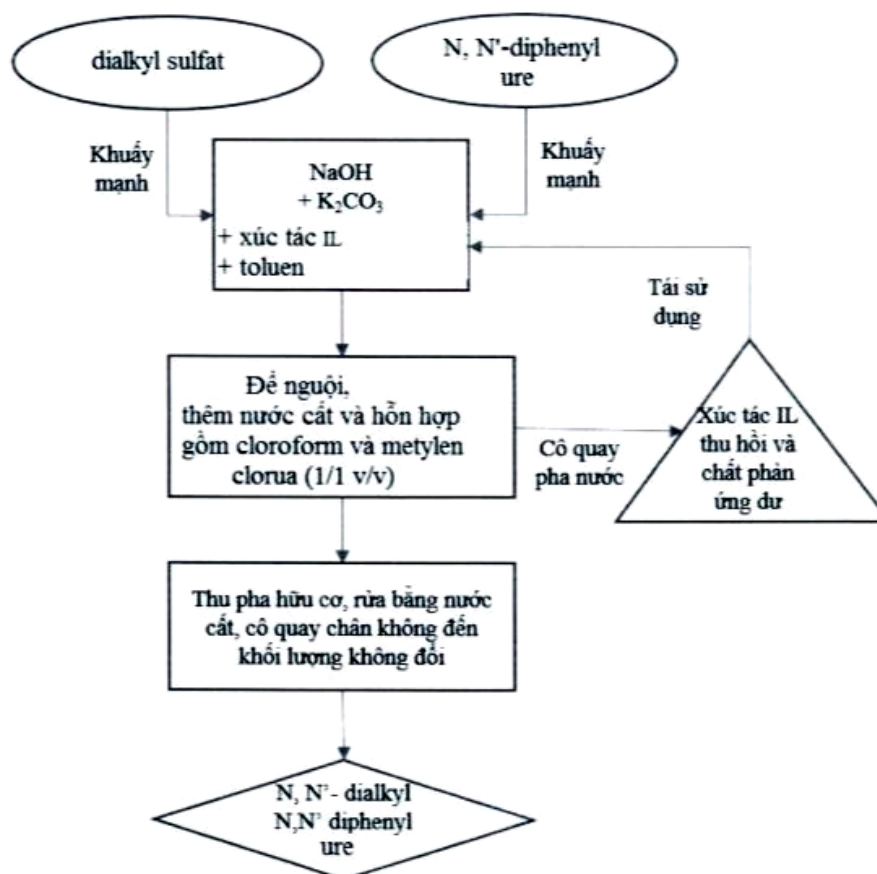 dialkyl sulfat
N, N'-diphenyl
ure
Khuấy
mạnh
Khuấy
mạnh
NaOH
+ K₂CO₃
+ xúc tác IL
+ toluen
Tái sử
dụng
Để nguội,
thêm nước cất và hỗn hợp
gồm cloroform và metylen
clorua (1/1 v/v)
Cô quay
pha nước
Xúc tác IL
thu hồi và
chất phản
ứng dư
Thu pha hữu cơ, rửa bằng nước
cất, cô quay chân không đến
khối lượng không đổi
N, N'- dialkyl
N,N' diphenyl
ure